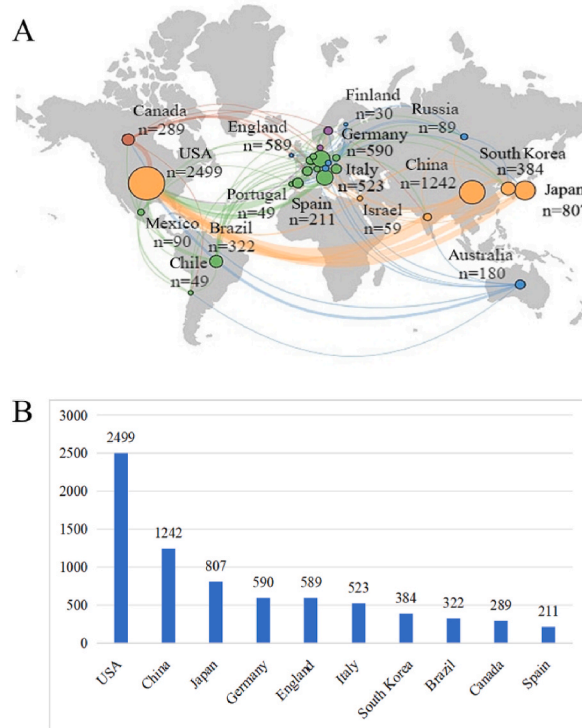 A
Canada
n=289
USA
n=2499
England
n=589
Finland
n=30
Germany
n=590
Russia
n=89
South Korea
n=384
China
n=1242
Italy
n=523
Japan
n=807
Portugal
n=49
Spain
n=211
Israel
n=59
Mexico
n=90
Brazil
n=322
Chile
n=49
Australia
n=180
B
3000
2500
2000
1500
1000
500
0
2499
1242
807
590
589
523
384
322
289
211
USA
China
Japan
Germany
England
Italy
South Korea
Brazil
Canada
Spain